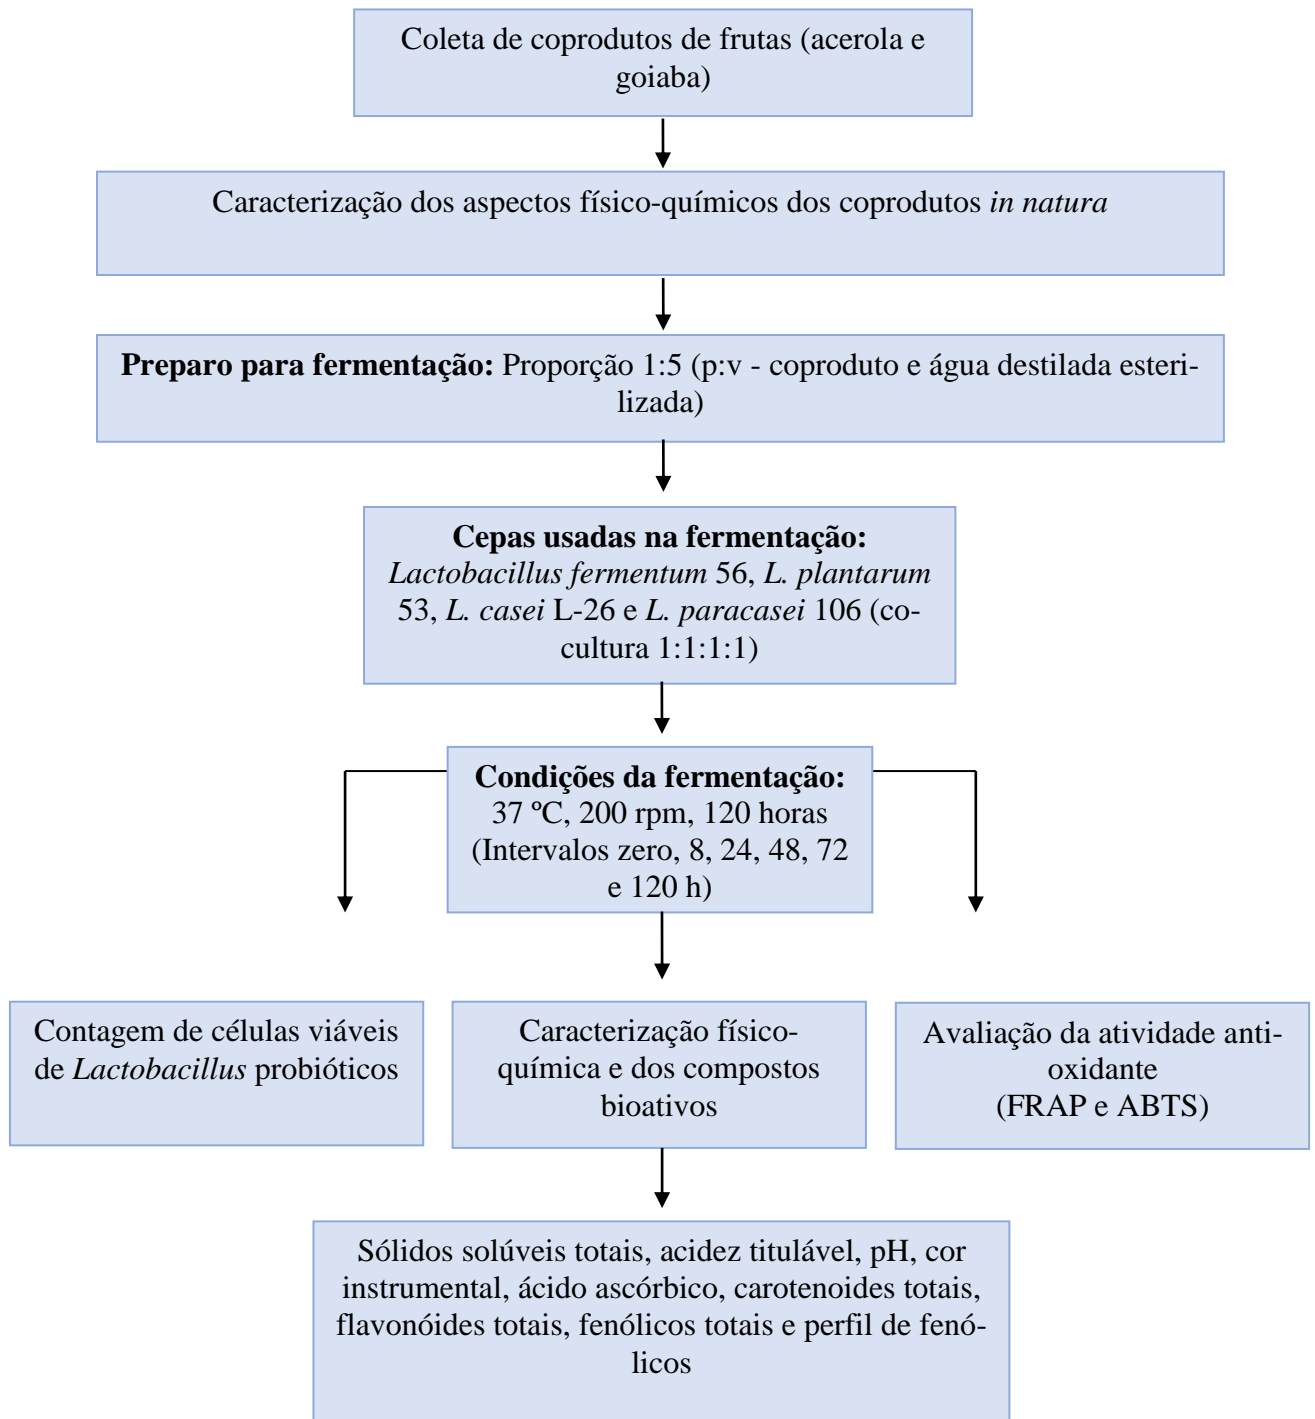 Coleta de coprodutos de frutas (acerola e
goiaba)
Caracterização dos aspectos físico-químicos dos coprodutos in natura
Preparo para fermentação: Proporção 1:5 (p:v - coproduto e água destilada esteri-
lizada)
Cepas usadas na fermentação:
Lactobacillus fermentum 56, L. plantarum
53, L. casei L-26 e L. paracasei 106 (co-
cultura 1:1:1:1)
Condições da fermentação:
37 ºC, 200 rpm, 120 horas
(Intervalos zero, 8, 24, 48, 72
e 120 h)
Contagem de células viáveis
de Lactobacillus probióticos
Caracterização físico-
química e dos compostos
bioativos
Avaliação da atividade anti-
oxidante
(FRAP e ABTS)
Sólidos solúveis totais, acidez titulável, pH, cor
instrumental, ácido ascórbico, carotenoides totais,
flavonóides totais, fenólicos totais e perfil de fenó-
licos